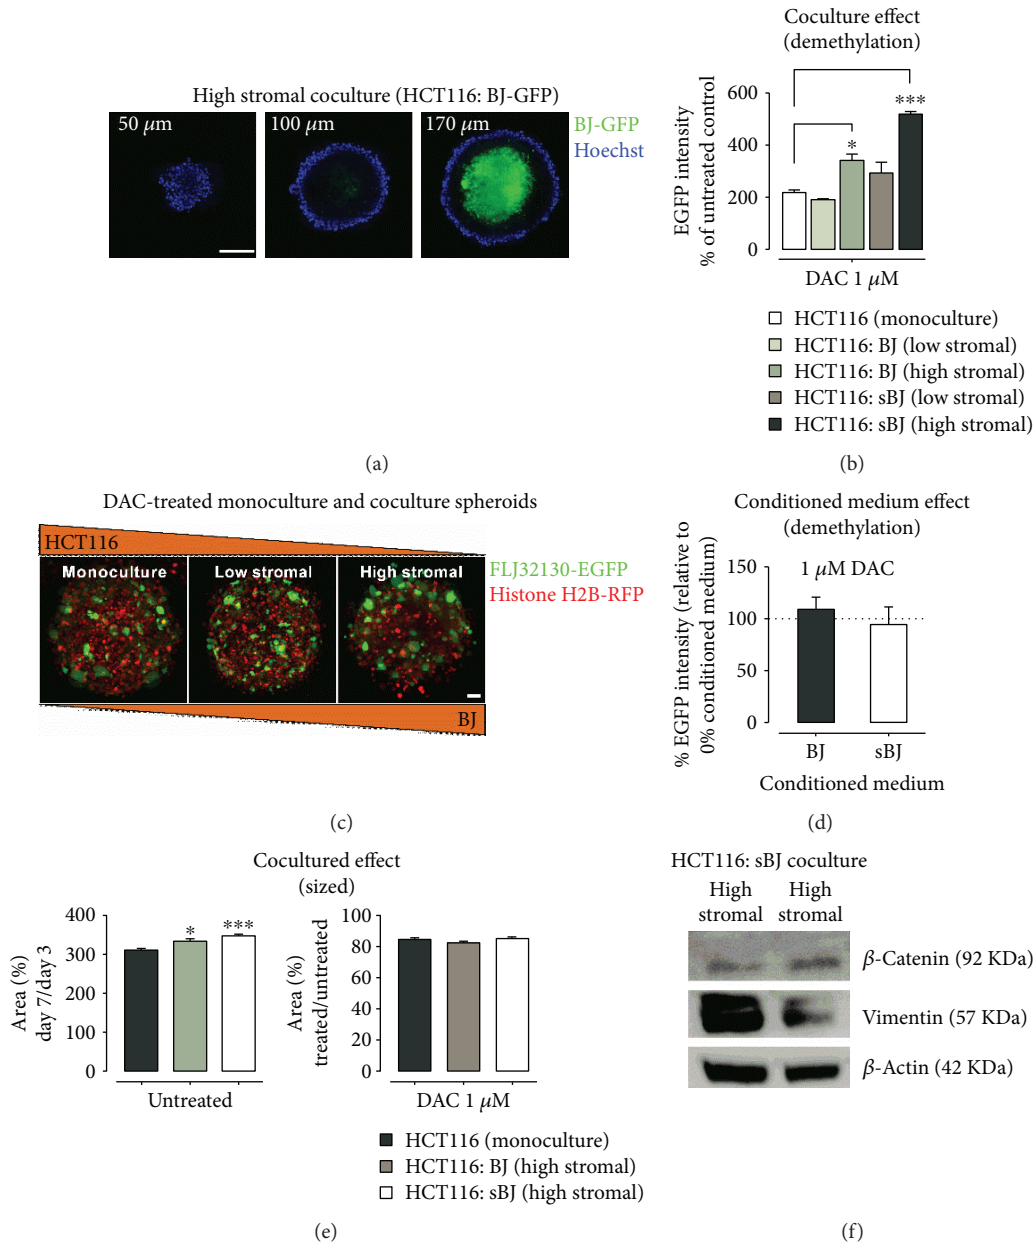 High stromal coculture (HCT116: BJ-GFP)
50 μm
100 μm
170 μm
BJ-GFP
Hoechst
(a)
Coculture effect
(demethylation)
EGFP intensity
% of untreated control
600
400
200
0
*
***
DAC 1 μM
HCT116 (monoculture)
HCT116: BJ (low stromal)
HCT116: BJ (high stromal)
HCT116: sBJ (low stromal)
HCT116: sBJ (high stromal)
(b)
DAC-treated monoculture and coculture spheroids
HCT116
Monoculture
Low stromal
High stromal
FLJ32130-EGFP
Histone H2B-RFP
BJ
(c)
Conditioned medium effect
(demethylation)
% EGFP intensity (relative to
0% conditioned medium)
150
100
50
0
1 μM DAC
BJ
sBJ
Conditioned medium
(d)
Cocultured effect
(sized)
Area (%)
day 7/day 3
400
300
200
100
0
*
***
Untreated
Area (%)
treated/untreated
100
80
60
40
20
0
DAC 1 μM
HCT116 (monoculture)
HCT116: BJ (high stromal)
HCT116: sBJ (high stromal)
(e)
HCT116: sBJ coculture
High
stromal
High
stromal
β-Catenin (92 KDa)
Vimentin (57 KDa)
β-Actin (42 KDa)
(f)